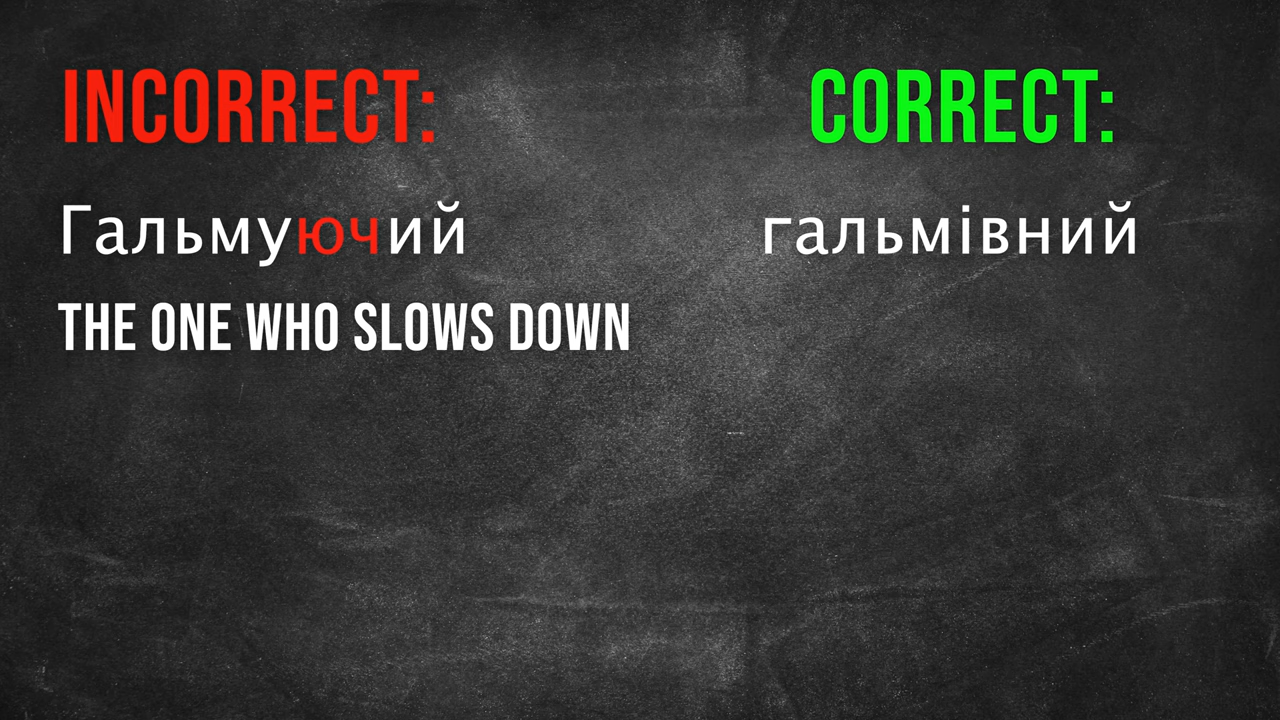 INCORRECT:
CORRECT:
Гальмуючий
гальмівний
THE ONE WHO SLOWS DOWN